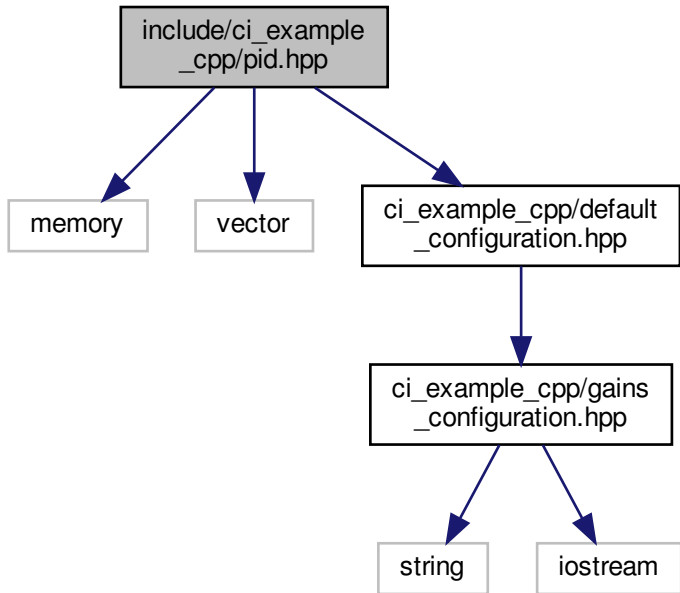 include/ci_example
_cpp/pid.hpp
memory
vector
ci_example_cpp/default
_configuration.hpp
ci_example_cpp/gains
_configuration.hpp
string
iostream